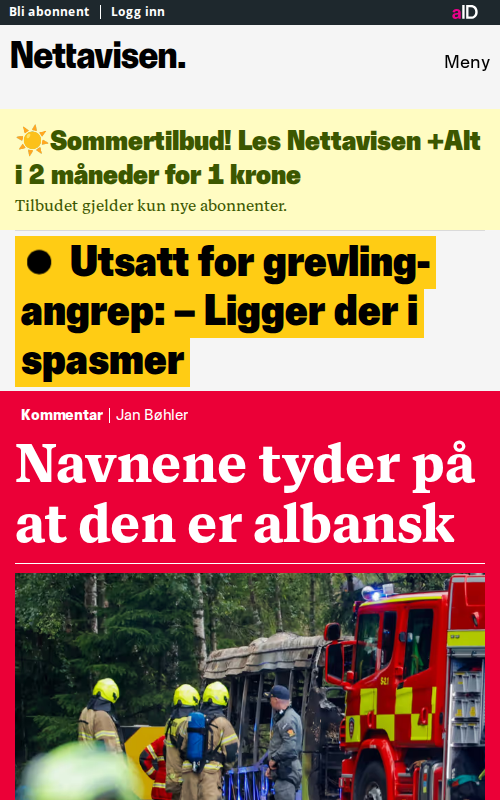 Bli abonnent | Logg inn
aID
Nettavisen.
Meny
Sommertilbud! Les Nettavisen +Alt
i 2 måneder for 1 krone
Tilbudet gjelder kun nye abonnenter.
Utsatt for grevling-
angrep: – Ligger der i
spasmer
Kommentar | Jan Bøhler
Navnene tyder på
at den er albansk